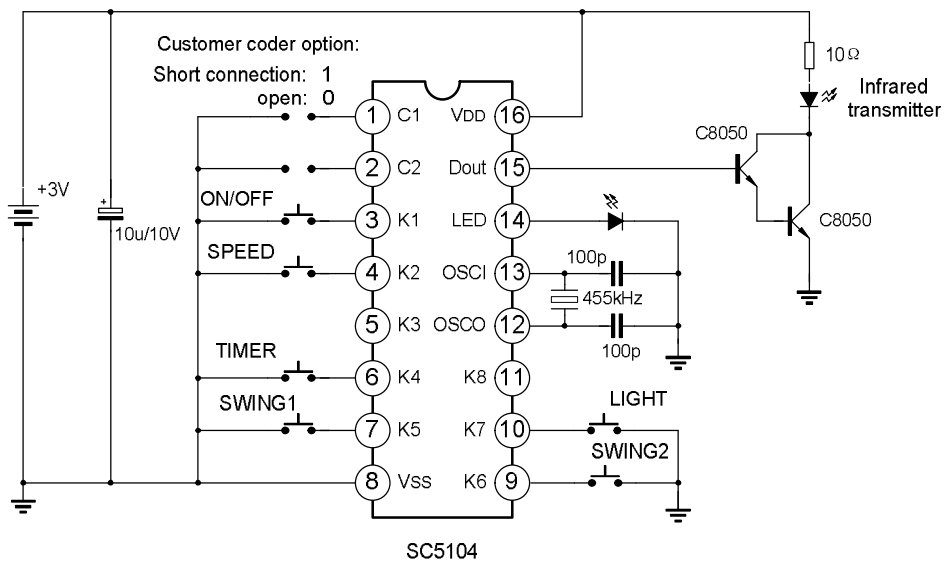 Customer coder option:
Short connection: 1
open: 0
10Ω
Infrared
transmitter
C8050
C8050
+3V
+
10u/10V
ON/OFF
SPEED
TIMER
SWING1
1 C1 VDD 16
2 C2 Dout 15
3 K1 LED 14
4 K2 OSCI 13
5 K3 OSCO 12
6 K4 K8 11
7 K5 K7 10
8 VSS K6 9
100p
455kHz
100p
LIGHT
SWING2
SC5104